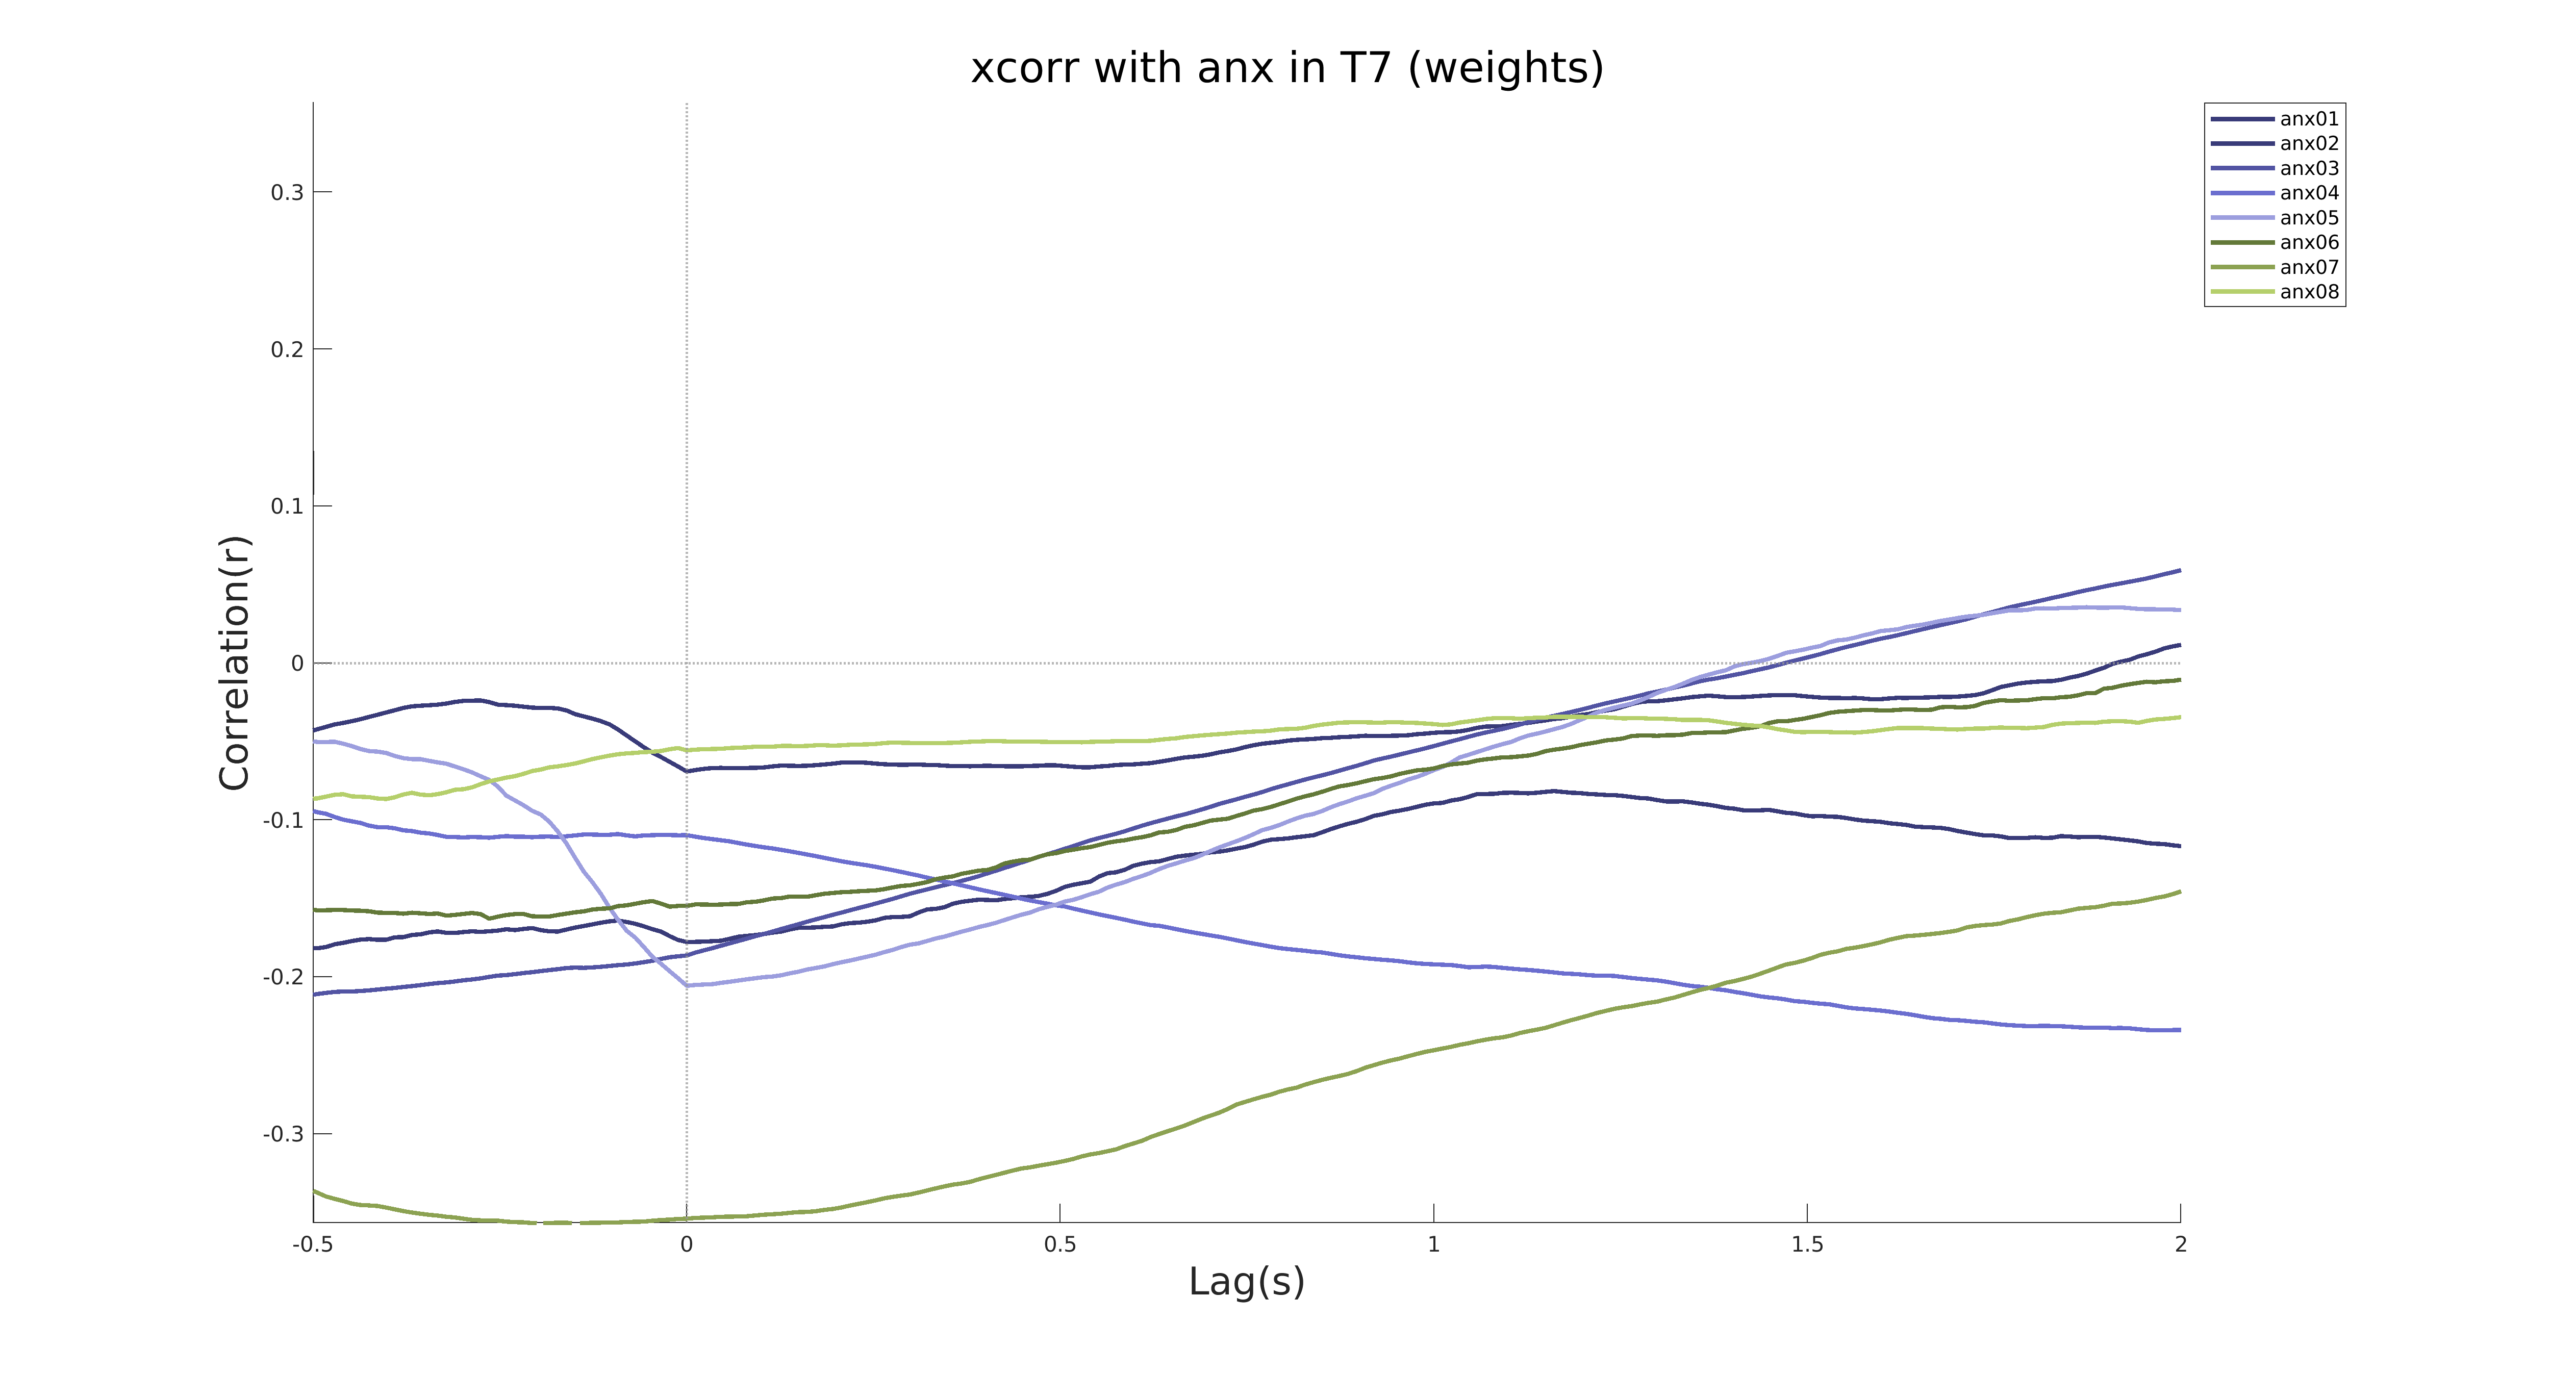 xcorr with anx in T7 (weights)
anx01
anx02
anx03
anx04
anx05
anx06
anx07
anx08
Correlation(r)
0.3
0.2
0.1
0
-0.1
-0.2
-0.3
-0.5
0
0.5
1
1.5
2
Lag(s)